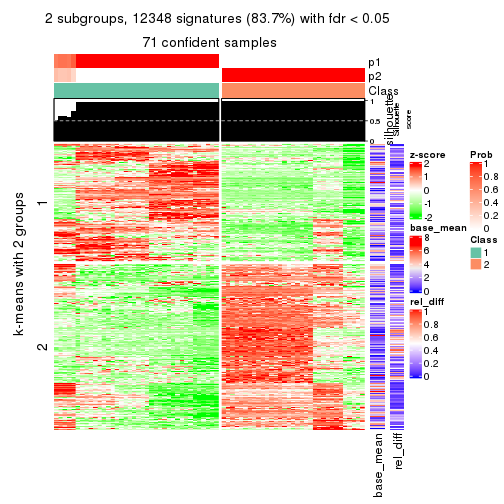 2 subgroups, 12348 signatures (83.7%) with fdr < 0.05
71 confident samples
p1
p2
Class
1
0.5
0
silhouette
Silhouette
score
k-means with 2 groups
1
2
z-score
2
1
0
-1
-2
base_mean
8
6
4
2
0
rel_diff
1
0.8
0.6
0.4
0.2
0
Prob
1
0.8
0.6
0.4
0.2
0
Class
1
2
base_mean
rel_diff